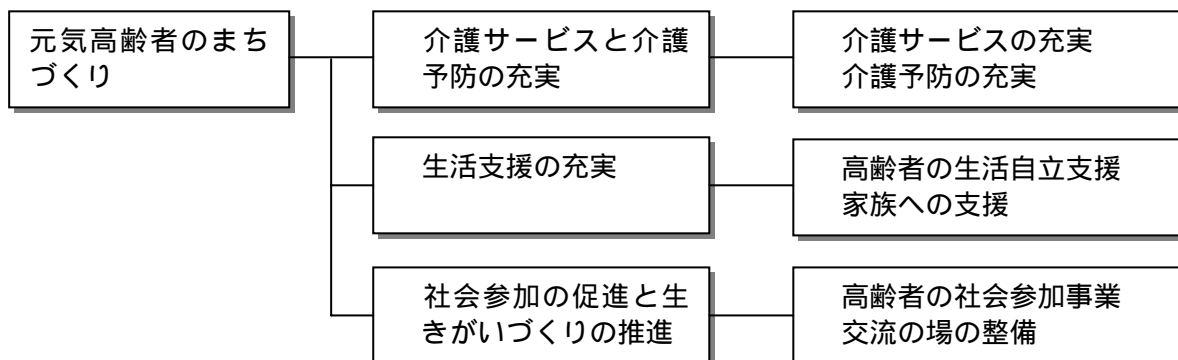 元気高齢者のまち
づくり
介護サービスと介護
予防の充実
介護サービスの充実
介護予防の充実
生活支援の充実
高齢者の生活自立支援
家族への支援
社会参加の促進と生
きがいづくりの推進
高齢者の社会参加事業
交流の場の整備